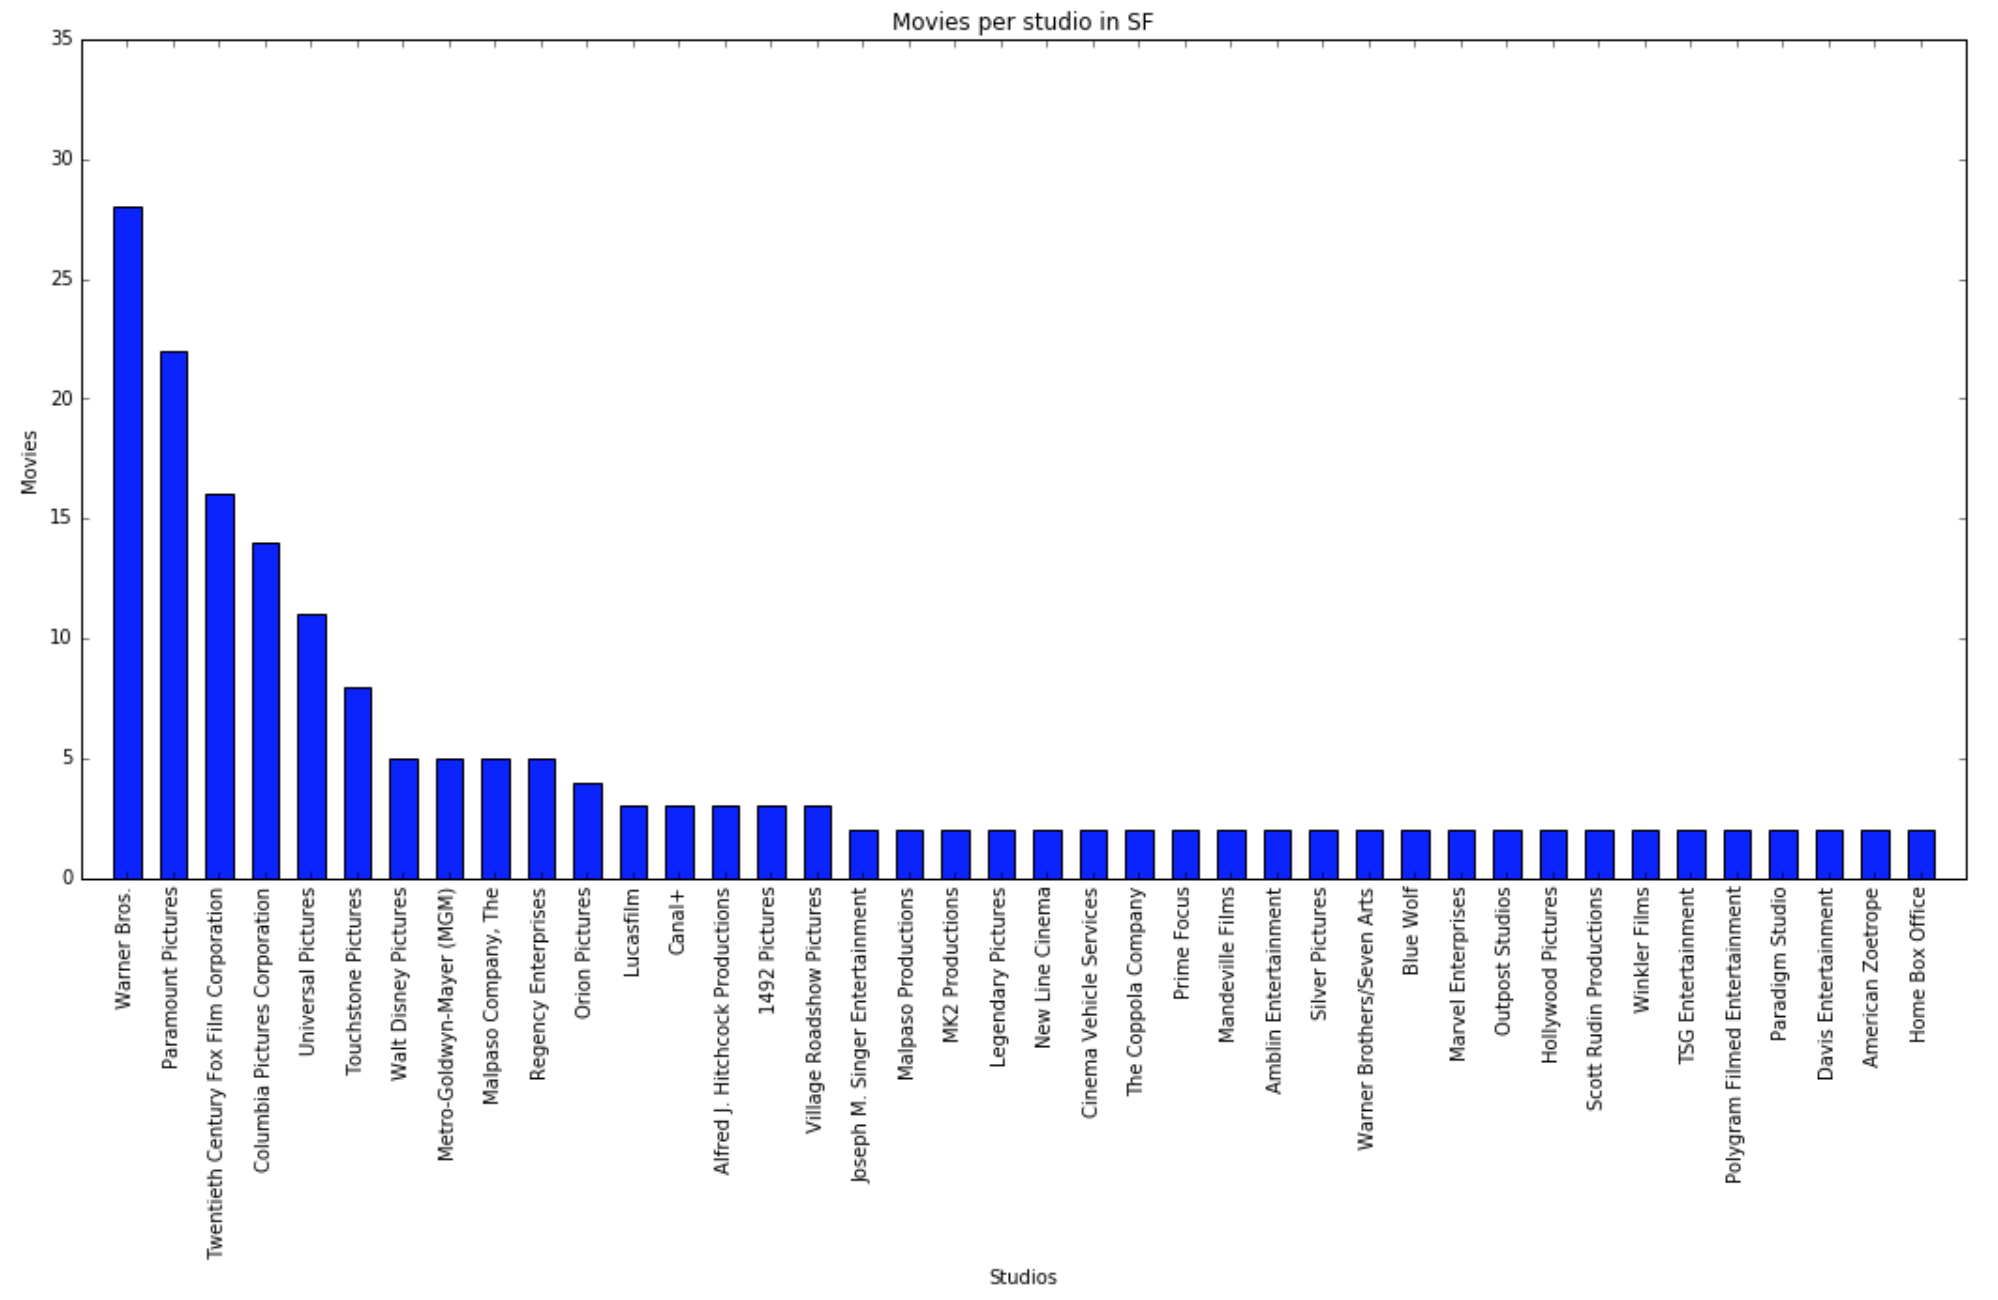 Movies per studio in SF
35
30
25
20
15
10
5
0
Movies
Warner Bros.
Paramount Pictures
Twentieth Century Fox Film Corporation
Columbia Pictures Corporation
Universal Pictures
Touchstone Pictures
Walt Disney Pictures
Metro-Goldwyn-Mayer (MGM)
Malpaso Company, The
Regency Enterprises
Orion Pictures
Lucasfilm
Canal+
Alfred J. Hitchcock Productions
1492 Pictures
Village Roadshow Pictures
Joseph M. Singer Entertainment
Malpaso Productions
MK2 Productions
Legendary Pictures
New Line Cinema
Cinema Vehicle Services
The Coppola Company
Prime Focus
Mandeville Films
Amblin Entertainment
Silver Pictures
Warner Brothers/Seven Arts
Blue Wolf
Marvel Enterprises
Outpost Studios
Hollywood Pictures
Scott Rudin Productions
Winkler Films
TSG Entertainment
Polygram Filmed Entertainment
Paradigm Studio
Davis Entertainment
American Zoetrope
Home Box Office
Studios